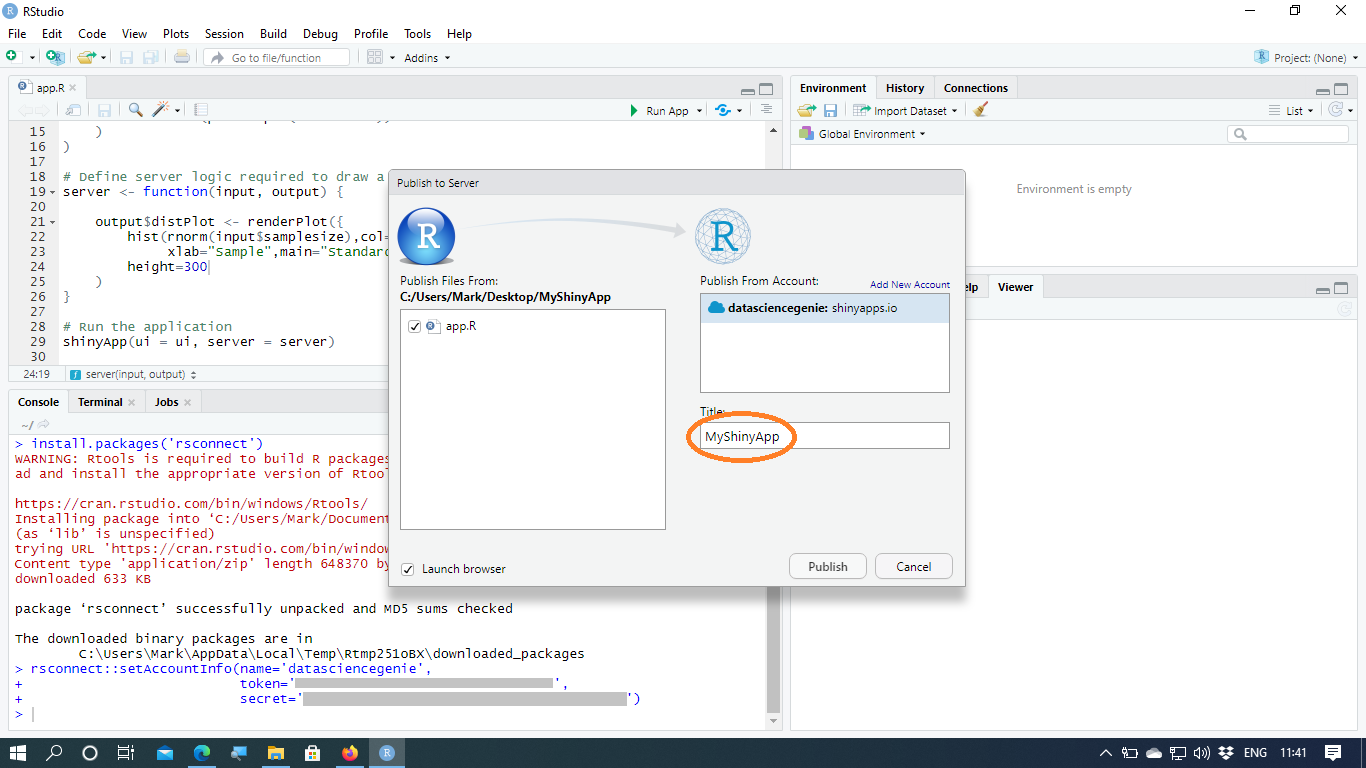 RStudio
File Edit Code View Plots Session Build Debug Profile Tools Help
Go to file/function Addins Project: (None)
app.R
Run App
15 )
16 )
17
18 # Define server logic required to draw a
19 server <- function(input, output) {
20
21 output$distPlot <- renderPlot({
22 hist(rnorm(input$samplesize),col=
23 xlab="Sample",main="Standard
24 height=300
25 )
26 }
27
28 # Run the application
29 shinyApp(ui = ui, server = server)
30
24:19 server(input, output)
Console Terminal Jobs
~/
> install.packages('rsconnect')
WARNING: Rtools is required to build R packages
ad and install the appropriate version of Rtool
https://cran.rstudio.com/bin/windows/Rtools/
Installing package into ‘C:/Users/Mark/Document
(as ‘lib’ is unspecified)
trying URL 'https://cran.rstudio.com/bin/window
Content type 'application/zip' length 648370 by
downloaded 633 KB
package ‘rsconnect’ successfully unpacked and MD5 sums checked
The downloaded binary packages are in
C:\Users\Mark\AppData\Local\Temp\Rtmp251oBX\downloaded_packages
> rsconnect::setAccountInfo(name='datasciencegenie',
+ token='',
+ secret='')
>
Publish to Server
R
R
Publish Files From:
C:/Users/Mark/Desktop/MyShinyApp
app.R
Launch browser
Publish From Account: Add New Account
datasciencegenie: shinyapps.io
Title:
MyShinyApp
Publish Cancel
Environment History Connections
Import Dataset List
Global Environment
Environment is empty
elp Viewer
ENG 11:41